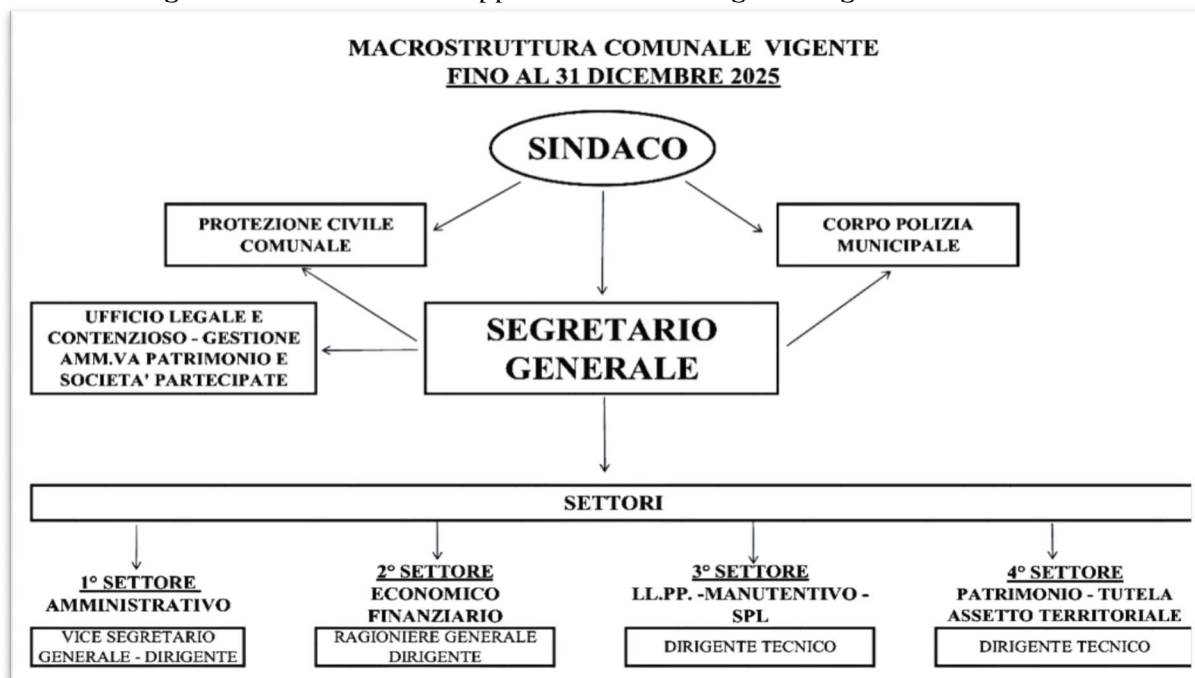 MACROSTRUTTURA COMUNALE VIGENTE
FINO AL 31 DICEMBRE 2025
SINDACO
PROTEZIONE CIVILE
COMUNALE
CORPO POLIZIA
MUNICIPALE
UFFICIO LEGALE E
CONTENZIOSO - GESTIONE
AMM.VA PATRIMONIO E
SOCIETA' PARTECIPATE
SEGRETARIO
GENERALE
SETTORI
1° SETTORE
AMMINISTRATIVO
VICE SEGRETARIO
GENERALE - DIRIGENTE
2° SETTORE
ECONOMICO
FINANZIARIO
RAGIONIERE GENERALE
DIRIGENTE
3° SETTORE
LL.PP. -MANUTENTIVO -
SPL
DIRIGENTE TECNICO
4° SETTORE
PATRIMONIO - TUTELA
ASSETTO TERRITORIALE
DIRIGENTE TECNICO